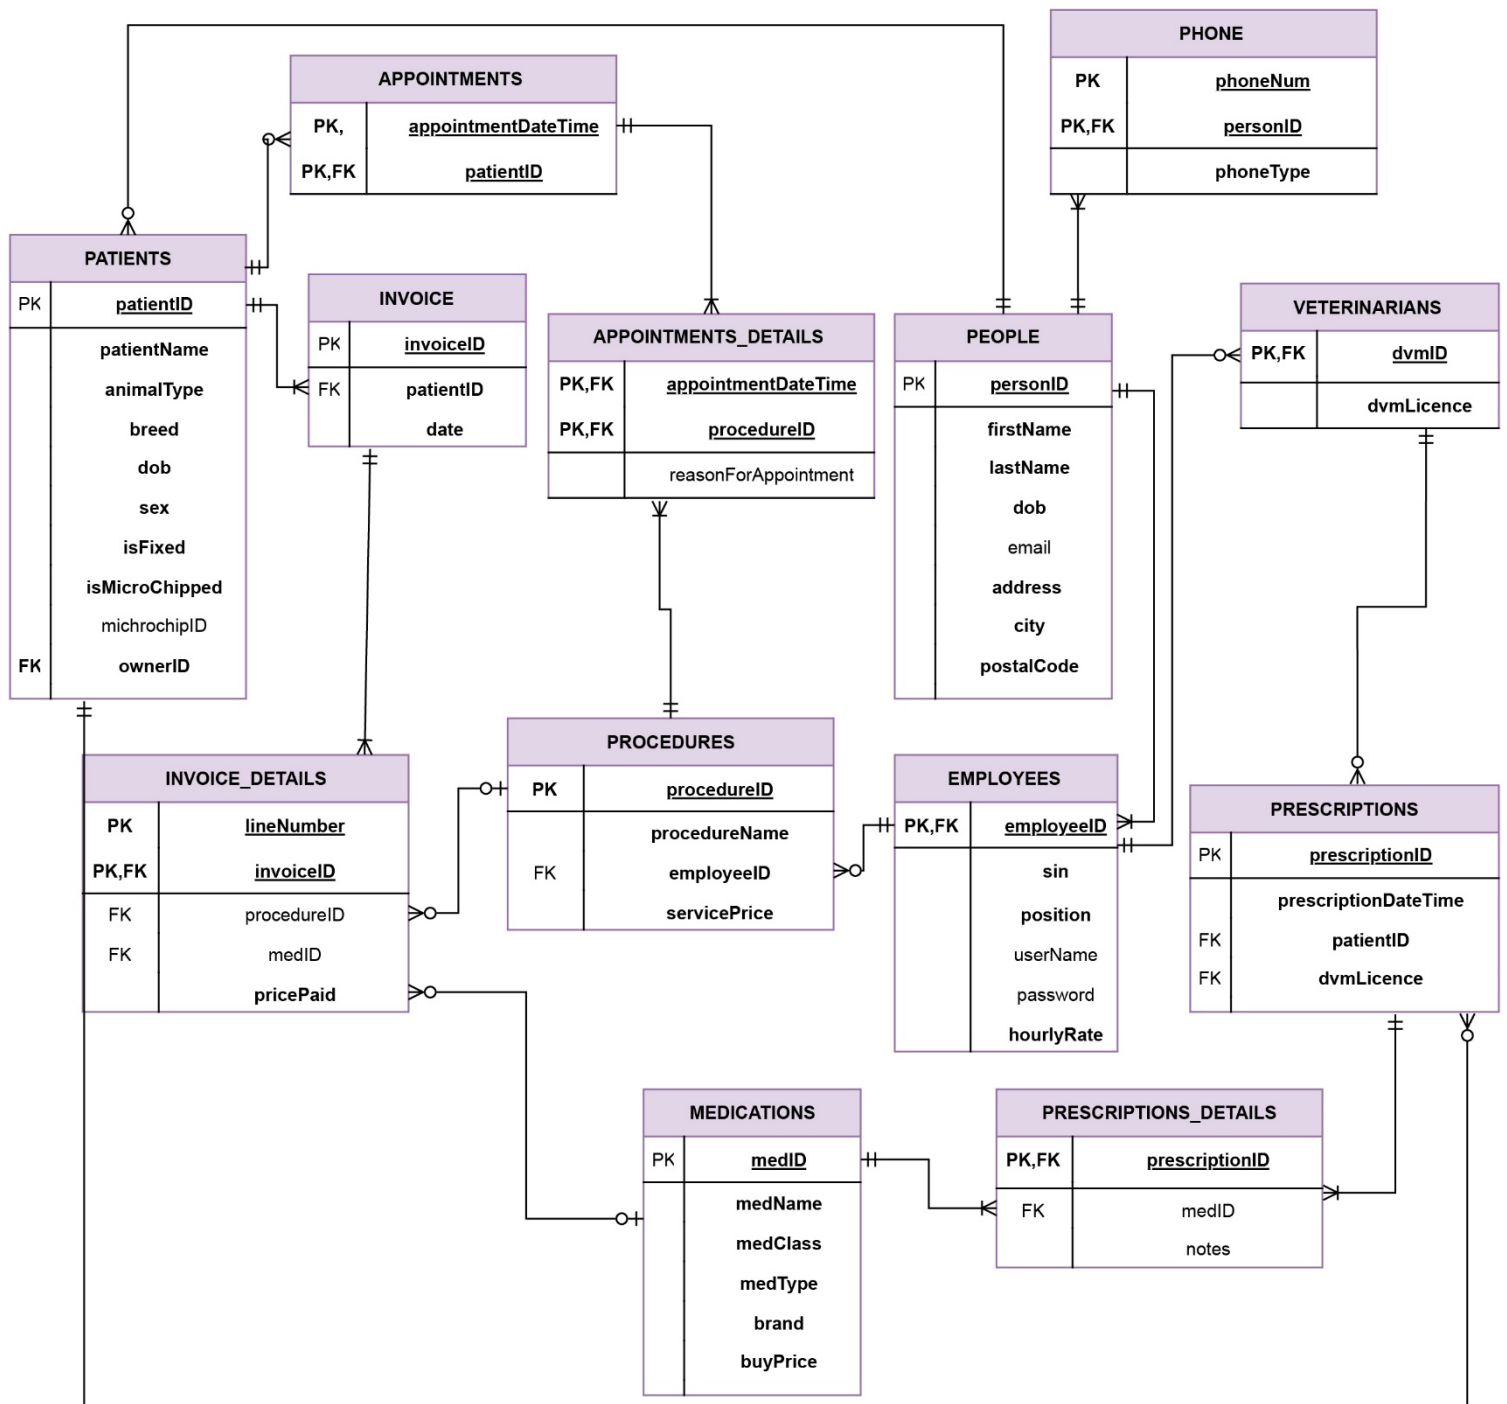 PHONE
PK phoneNum
PK,FK personID
phoneType
APPOINTMENTS
PK, appointmentDateTime
PK,FK patientID
PATIENTS
PK patientID
patientName
animalType
breed
dob
sex
isFixed
isMicroChipped
michrochipID
FK ownerID
INVOICE
PK invoiceID
FK patientID
date
APPOINTMENTS_DETAILS
PK,FK appointmentDateTime
PK,FK procedureID
reasonForAppointment
PEOPLE
PK personID
firstName
lastName
dob
email
address
city
postalCode
VETERINARIANS
PK,FK dvmID
dvmLicence
INVOICE_DETAILS
PK lineNumber
PK,FK invoiceID
FK procedureID
FK medID
pricePaid
PROCEDURES
PK procedureID
procedureName
FK employeeID
servicePrice
EMPLOYEES
PK,FK employeeID
sin
position
userName
password
hourlyRate
PRESCRIPTIONS
PK prescriptionID
prescriptionDateTime
FK patientID
FK dvmLicence
MEDICATIONS
PK medID
medName
medClass
medType
brand
buyPrice
PRESCRIPTIONS_DETAILS
PK,FK prescriptionID
FK medID
notes